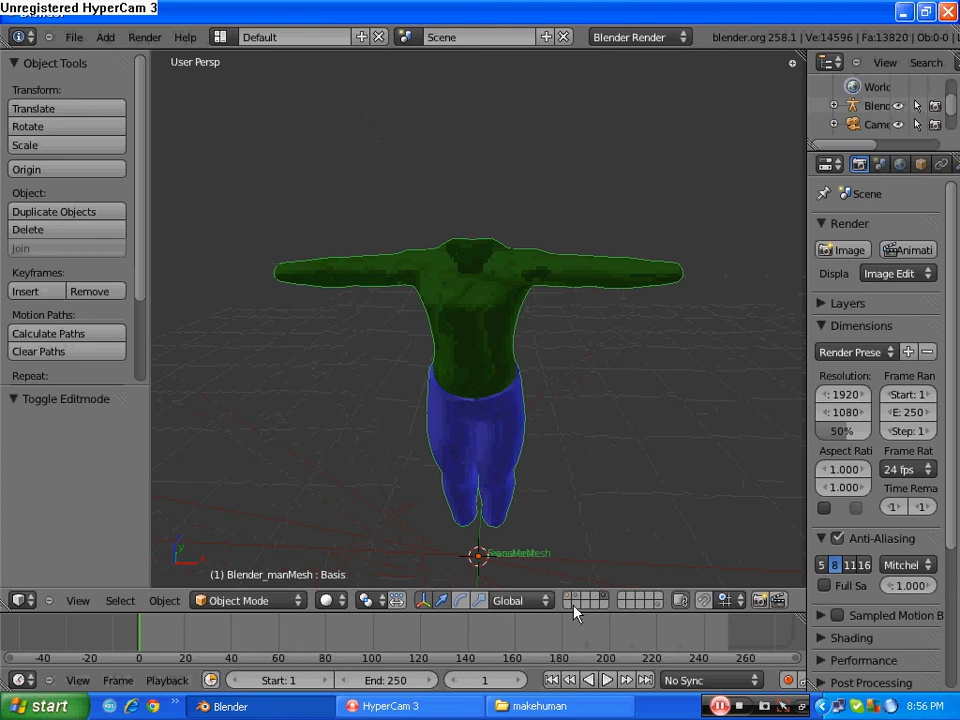 Unregistered HyperCam 3
File Add Render Help Default Scene Blender Render blender.org 258.1 | Ve:14596 | Fa:13820 | Ob:0-0 | L
Object Tools
User Persp
View Search
Transform:
Translate
Rotate
Scale
Origin
Object:
Duplicate Objects
Delete
Join
Keyframes:
Insert Remove
Motion Paths:
Calculate Paths
Clear Paths
Repeat:
Toggle Editmode
World
Blend
Came
Scene
Render
Image Animati
Displa Image Edit
Layers
Dimensions
Render Prese
Resolution: Frame Ran
1920 Start: 1
1080 E: 250
50% Step: 1
Aspect Rati Frame Rat
1.000 24 fps
1.000 Time Rema
1 1
Anti-Aliasing
5 8 11 16 Mitchel
Full Sa 1.000
Sampled Motion B
Shading
Performance
Post Processing
(1) Blender_manMesh : Basis
View Select Object Object Mode Global
-40 -20 0 20 40 60 80 100 120 140 160 180 200 220 240 260
View Frame Playback Start: 1 End: 250 1 No Sync
start Blender HyperCam 3 makehuman 8:56 PM